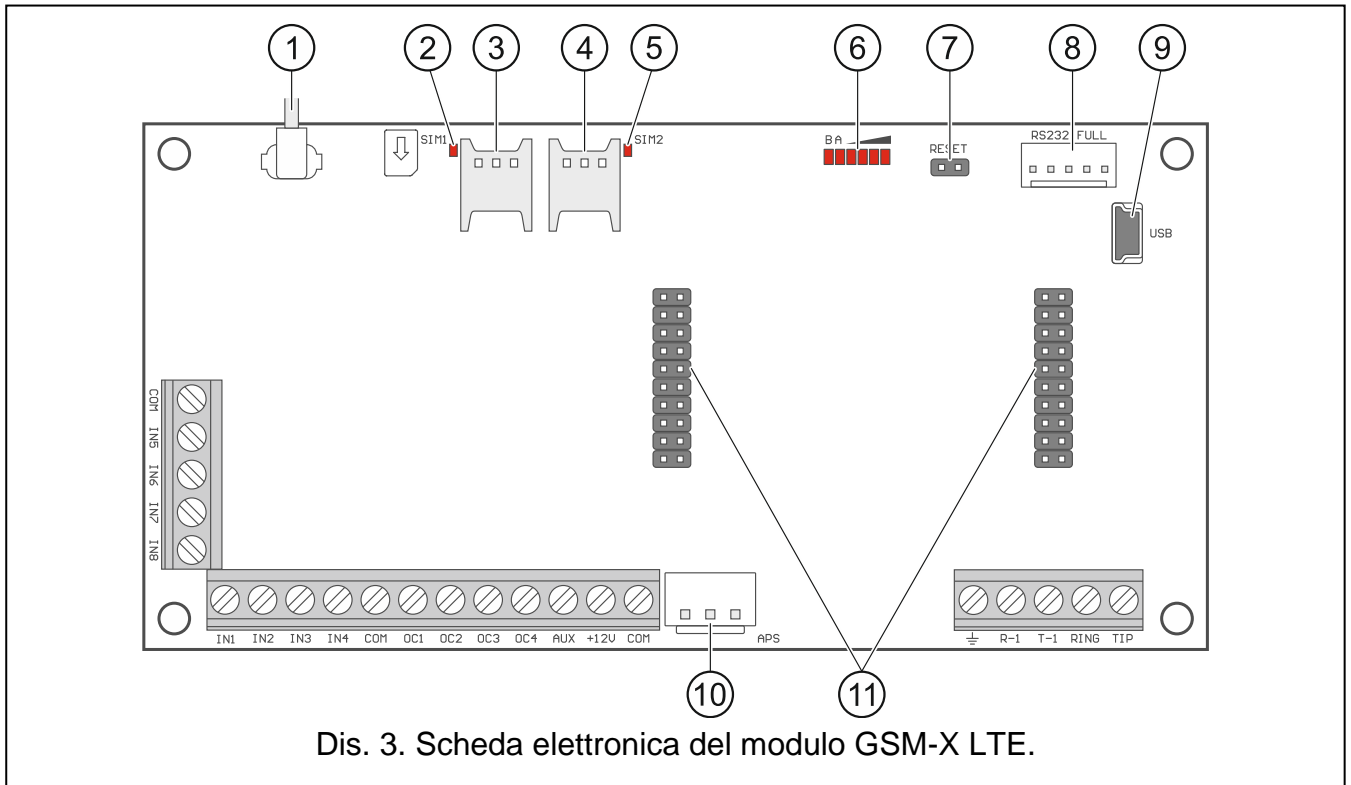 1 2 3 4 5 6 7 8 9
SIM1 SIM2 B A RESET RS232 FULL
USB
COM
IN5
IN6
IN7
IN8
IN1 IN2 IN3 IN4 COM OC1 OC2 OC3 OC4 AUX +12V COM APS R-1 T-1 RING TIP
10 11
Dis. 3. Scheda elettronica del modulo GSM-X LTE.